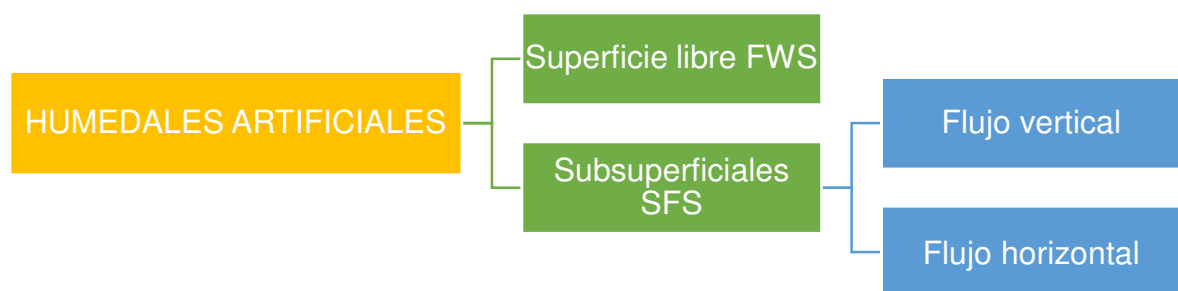 HUMEDALES ARTIFICIALES
Superficie libre FWS
Subsuperficiales
SFS
Flujo vertical
Flujo horizontal